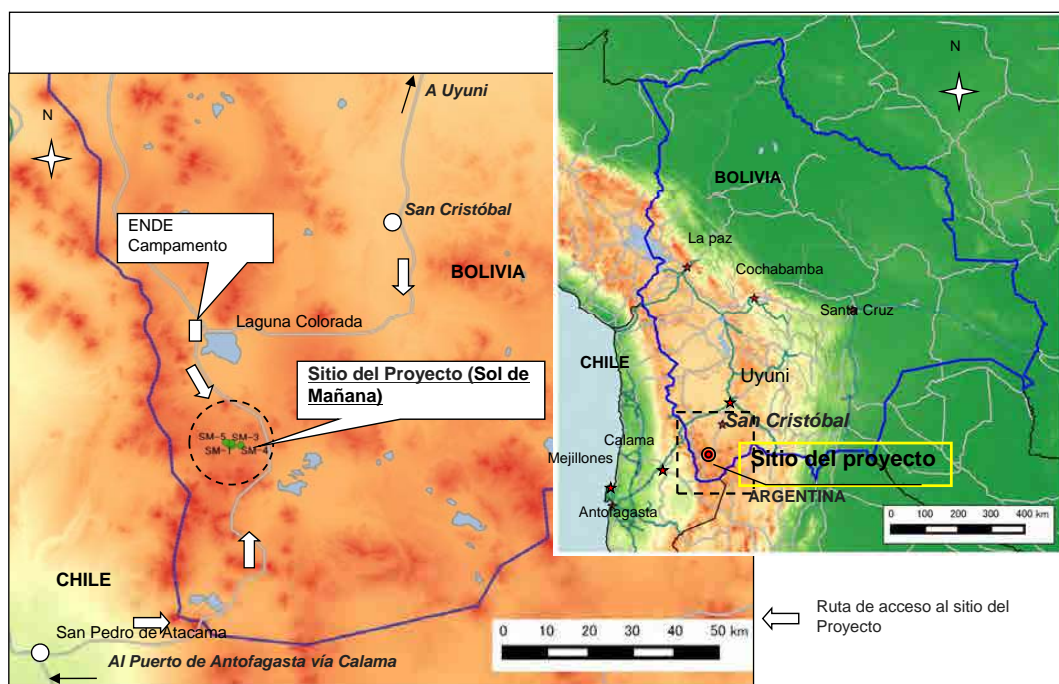 N
A Uyuni
ENDE
Campamento
San Cristóbal
BOLIVIA
Laguna Colorada
Sitio del Proyecto (Sol de
Mañana)
SM-5 SM-3
SM-1 SM-4
CHILE
San Pedro de Atacama
Al Puerto de Antofagasta vía Calama
0 10 20 30 40 50 km
N
BOLIVIA
La paz
Cochabamba
Santa Cruz
CHILE
Uyuni
San Cristóbal
Calama
Mejillones
Sitio del proyecto
ARGENTINA
Antofagasta
0 100 200 300 400 km
Ruta de acceso al sitio del
Proyecto